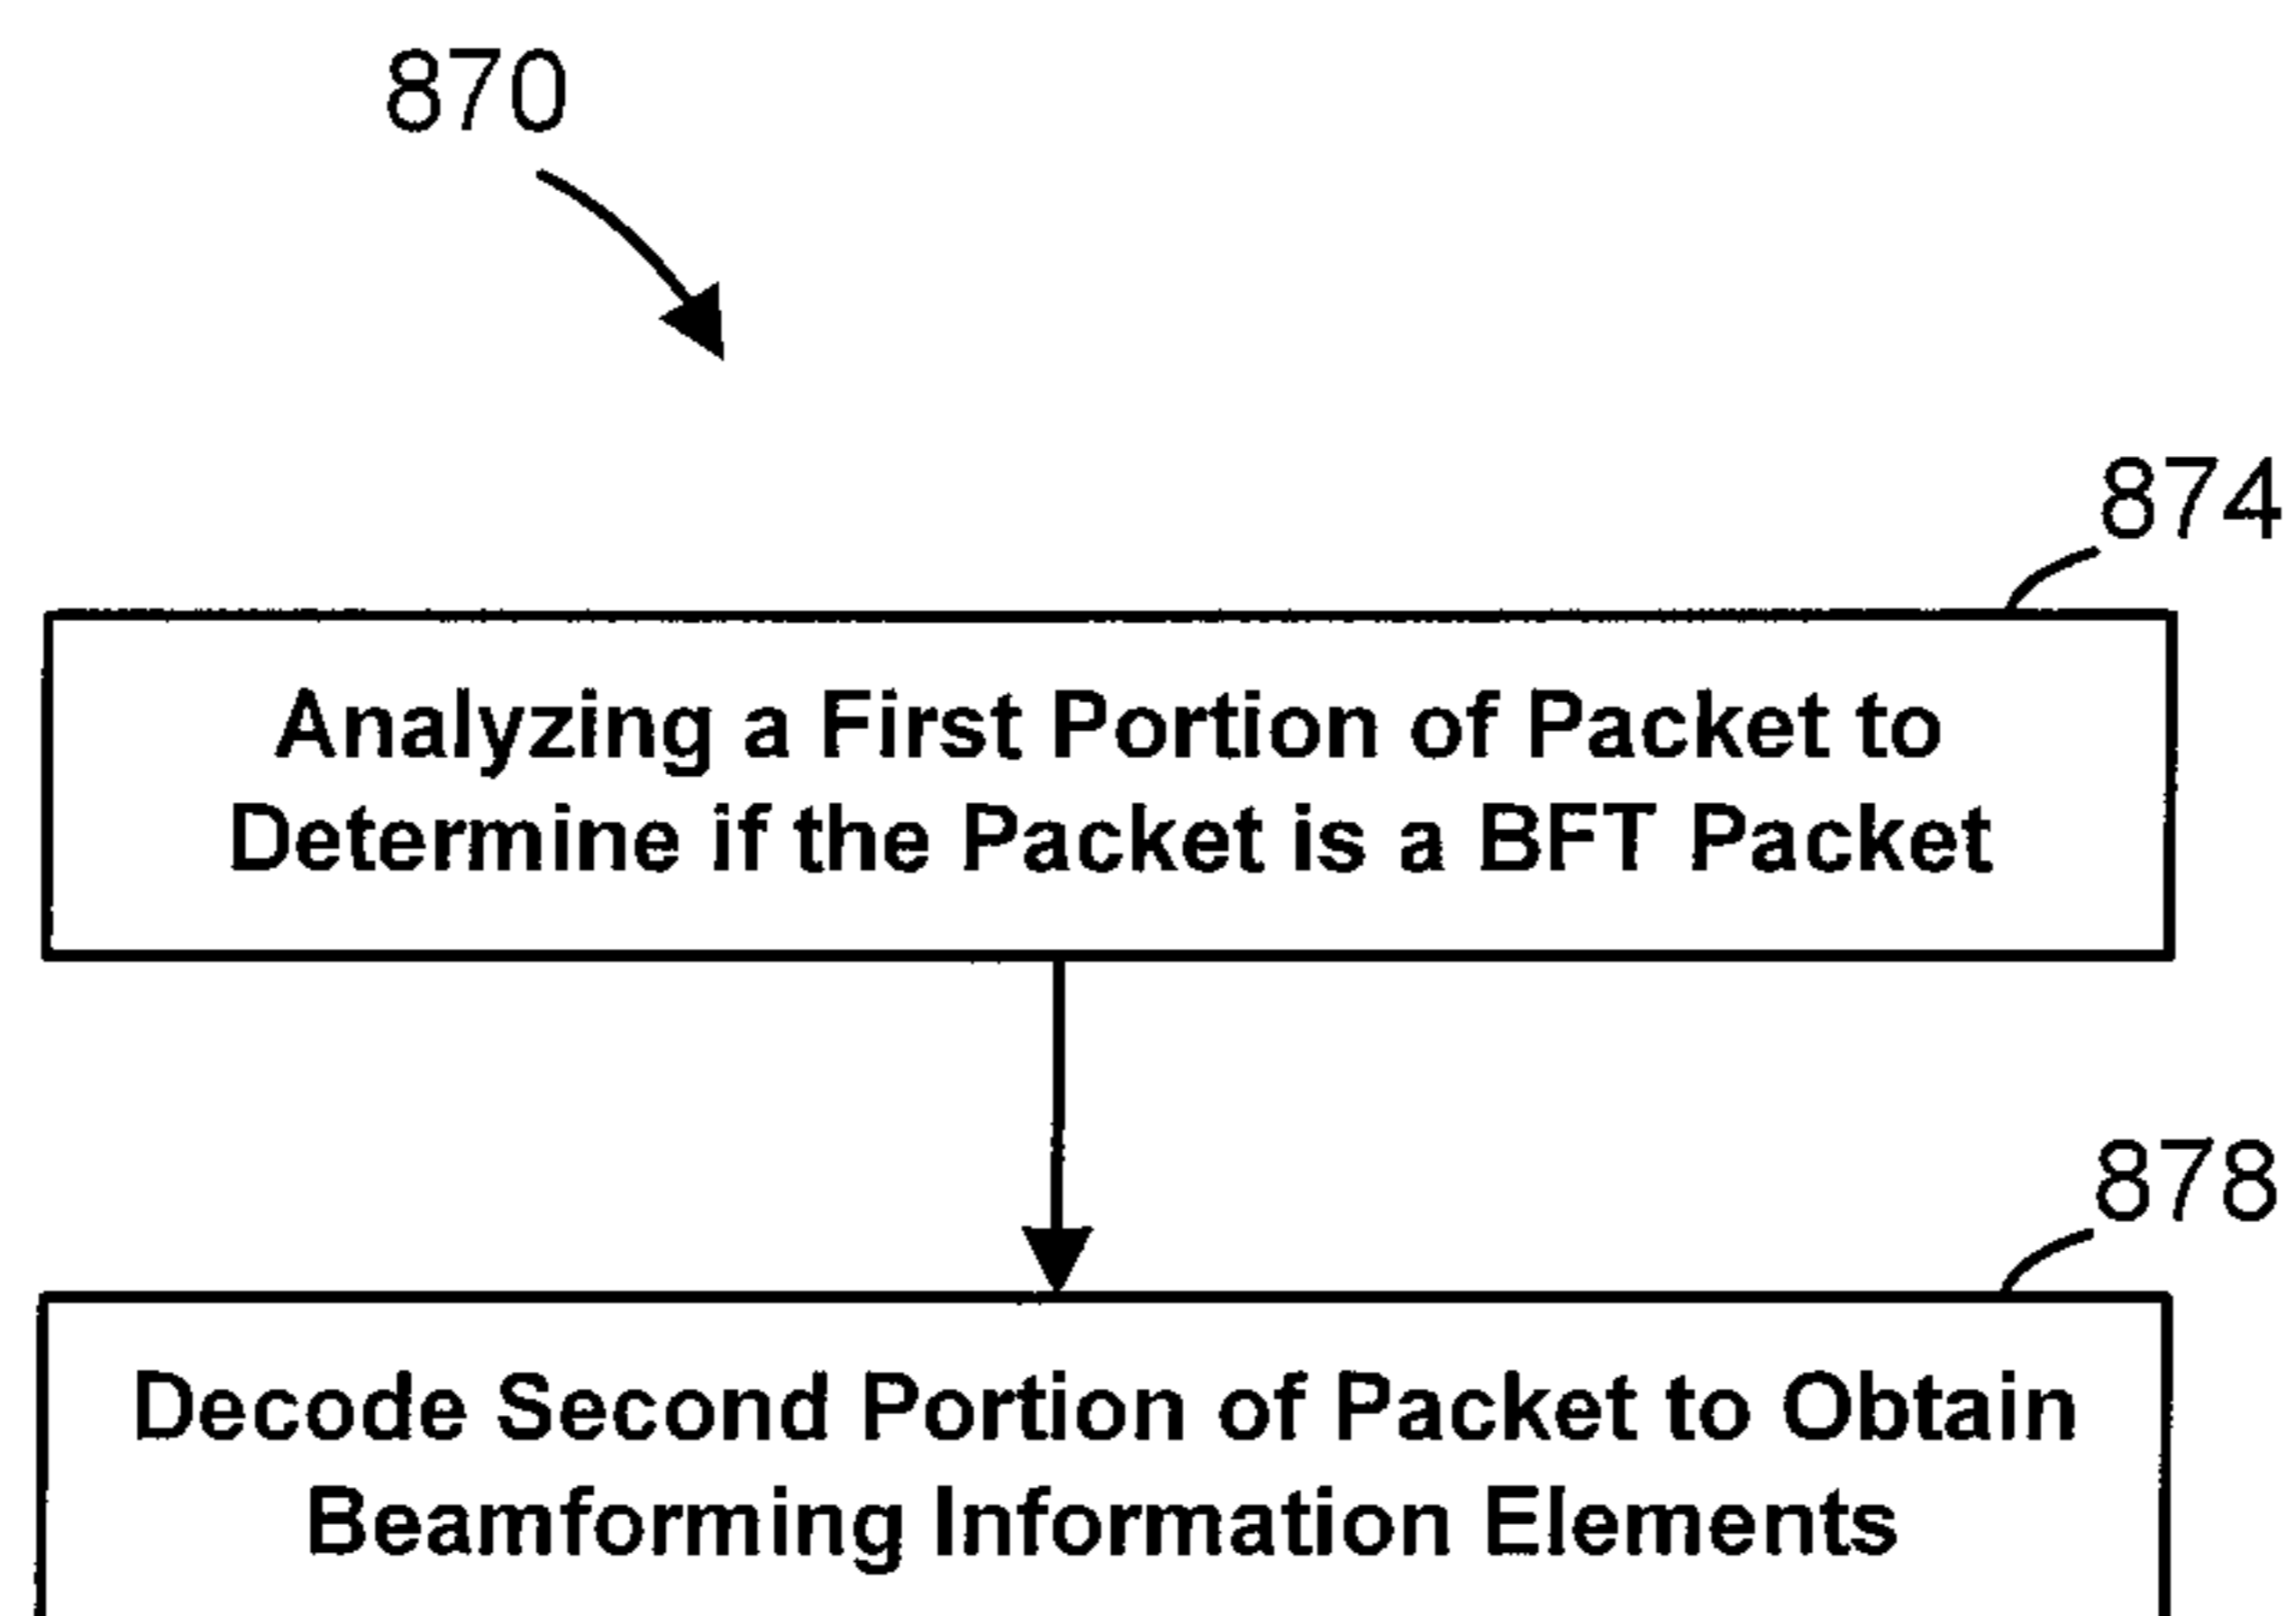 870
874
Analyzing a First Portion of Packet to
Determine if the Packet is a BFT Packet
878
Decode Second Portion of Packet to Obtain
Beamforming Information Elements